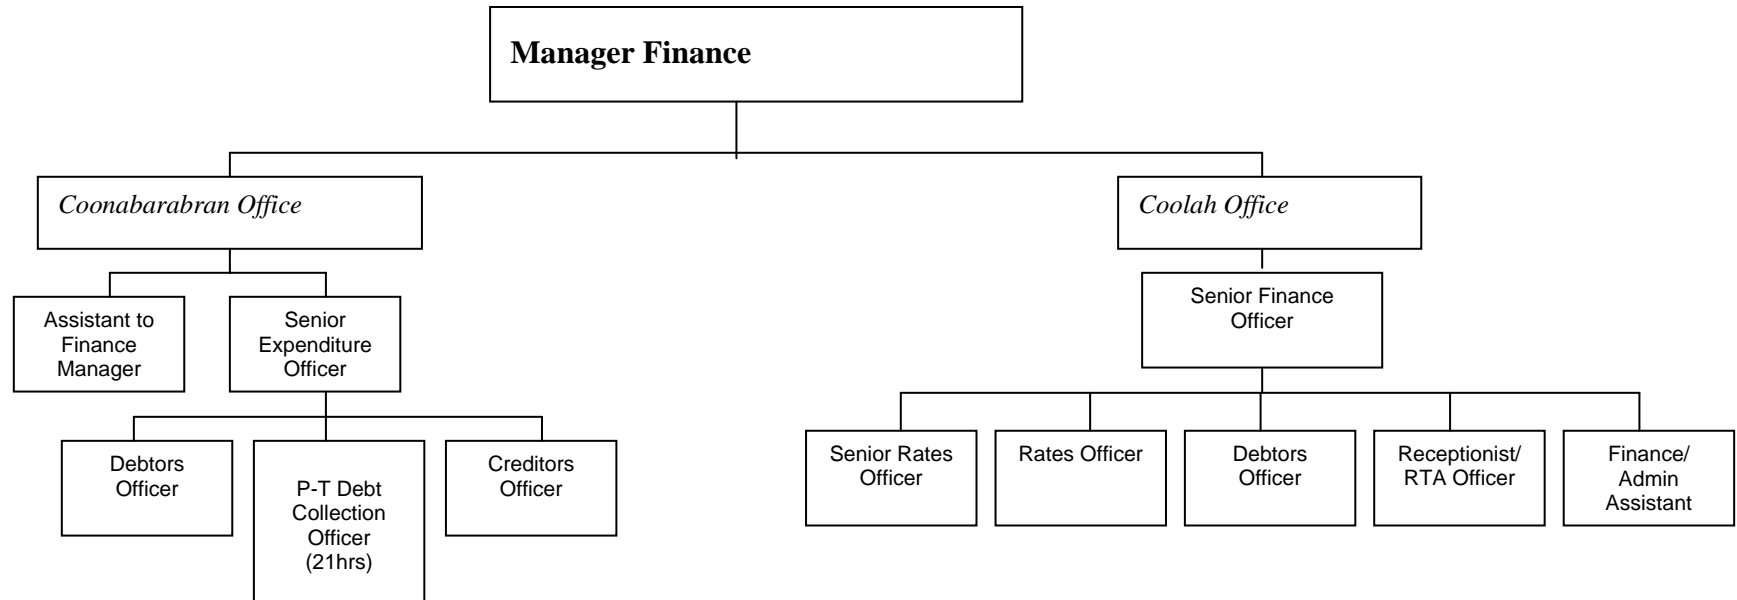 Manager Finance
Coonabarabran Office
Coolah Office
Assistant to
Finance
Manager
Senior
Expenditure
Officer
Senior Finance
Officer
Debtors
Officer
P-T Debt
Collection
Officer
(21hrs)
Creditors
Officer
Senior Rates
Officer
Rates Officer
Debtors
Officer
Receptionist/
RTA Officer
Finance/
Admin
Assistant